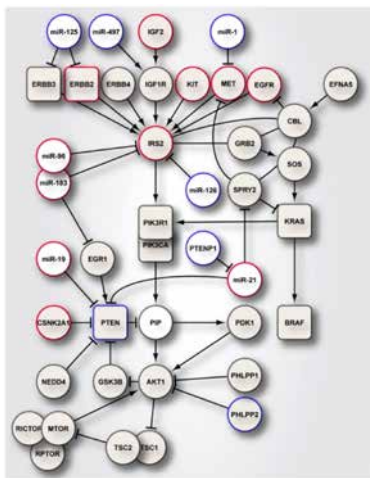 miR-125
miR-497
IGF2
miR-1
ERBB3
ERBB2
ERBB4
IGF1R
KIT
MET
EGFR
EFNA5
CBL
IRS2
GRB2
SOS
miR-96
miR-183
miR-126
SPRY2
PIK3R1
KRAS
PIK3CA
EGR1
PTENP1
miR-19
miR-21
CSNK2A1
PTEN
PIP
PDK1
BRAF
NEDD4
GSK3B
AKT1
PHLPP1
PHLPP2
RICTOR
MTOR
RPTOR
TSC2
TSC1